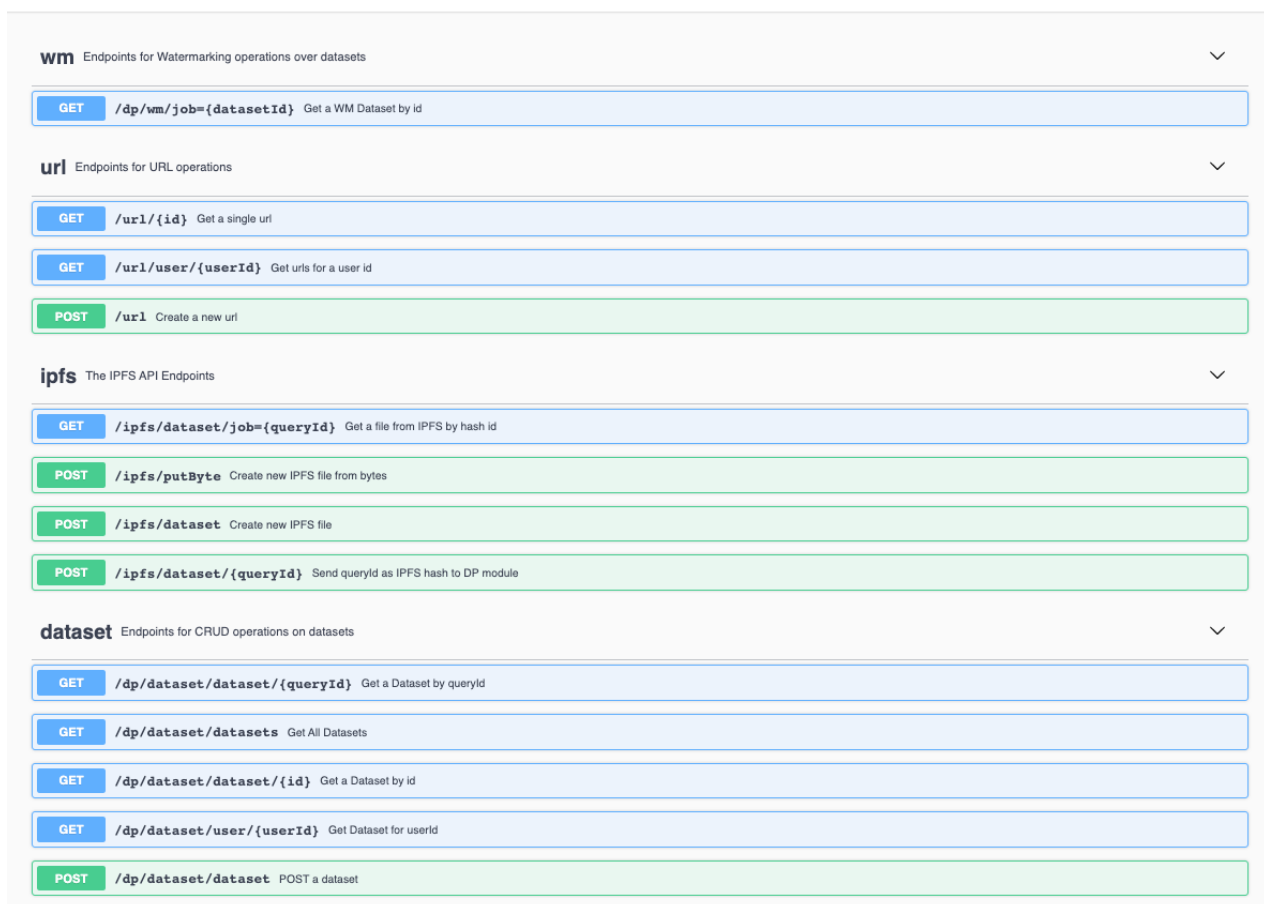 wm Endpoints for Watermarking operations over datasets
GET /dp/wm/job={datasetId} Get a WM Dataset by id
url Endpoints for URL operations
GET /url/{id} Get a single url
GET /url/user/{userId} Get urls for a user id
POST /url Create a new url
ipfs The IPFS API Endpoints
GET /ipfs/dataset/job={queryId} Get a file from IPFS by hash id
POST /ipfs/putByte Create new IPFS file from bytes
POST /ipfs/dataset Create new IPFS file
POST /ipfs/dataset/{queryId} Send queryId as IPFS hash to DP module
dataset Endpoints for CRUD operations on datasets
GET /dp/dataset/dataset/{queryId} Get a Dataset by queryId
GET /dp/dataset/datasets Get All Datasets
GET /dp/dataset/dataset/{id} Get a Dataset by id
GET /dp/dataset/user/{userId} Get Dataset for userId
POST /dp/dataset/dataset POST a dataset